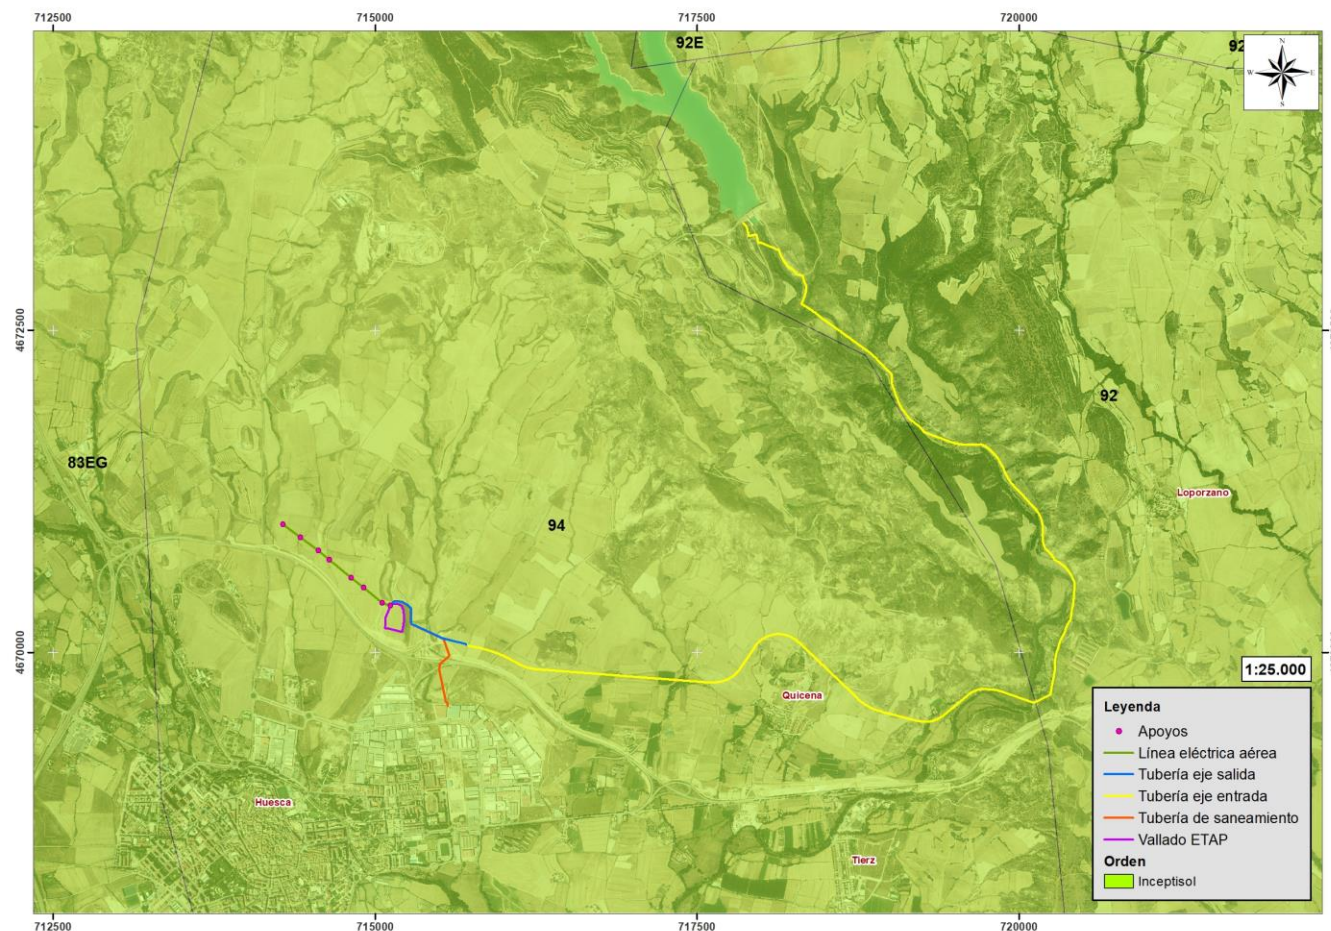 712500
715000
717500
720000
92E
92
N
W
E
S
4672500
92
83EG
Loporzano
94
4670000
1:25.000
Quicena
Leyenda
Apoyos
Línea eléctrica aérea
Tubería eje salida
Tubería eje entrada
Huesca
Tubería de saneamiento
Vallado ETAP
Tierz
Orden
Inceptisol
712500
715000
717500
720000